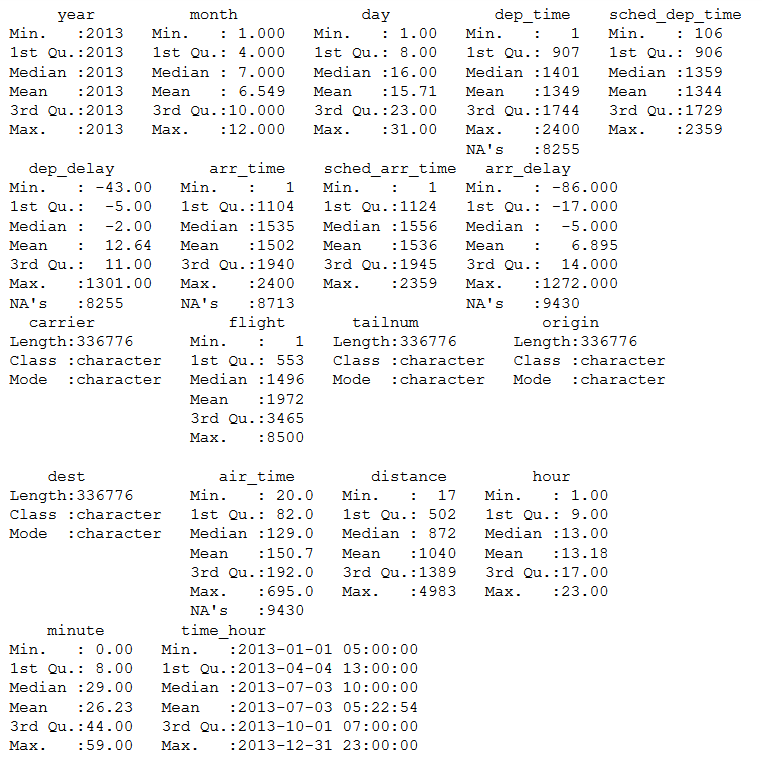 year          month             day           dep_time    sched_dep_time
Min.   :2013   Min.   : 1.000   Min.   : 1.00   Min.   :   1   Min.   : 106
1st Qu.:2013   1st Qu.: 4.000   1st Qu.: 8.00   1st Qu.: 907   1st Qu.: 906
Median :2013   Median : 7.000   Median :16.00   Median :1401   Median :1359
Mean   :2013   Mean   : 6.549   Mean   :15.71   Mean   :1349   Mean   :1344
3rd Qu.:2013   3rd Qu.:10.000   3rd Qu.:23.00   3rd Qu.:1744   3rd Qu.:1729
Max.   :2013   Max.   :12.000   Max.   :31.00   Max.   :2400   Max.   :2359
                                                NA's   :8255
  dep_delay          arr_time    sched_arr_time   arr_delay
Min.   : -43.00   Min.   :   1   Min.   :   1   Min.   : -86.000
1st Qu.:  -5.00   1st Qu.:1104   1st Qu.:1124   1st Qu.: -17.000
Median :  -2.00   Median :1535   Median :1556   Median :  -5.000
Mean   :  12.64   Mean   :1502   Mean   :1536   Mean   :   6.895
3rd Qu.:  11.00   3rd Qu.:1940   3rd Qu.:1945   3rd Qu.:  14.000
Max.   :1301.00   Max.   :2400   Max.   :2359   Max.   :1272.000
NA's   :8255      NA's   :8713                  NA's   :9430
  carrier              flight       tailnum             origin
Length:336776      Min.   :   1   Length:336776      Length:336776
Class :character   1st Qu.: 553   Class :character   Class :character
Mode  :character   Median :1496   Mode  :character   Mode  :character
                   Mean   :1972
                   3rd Qu.:3465
                   Max.   :8500
    dest              air_time        distance         hour
Length:336776      Min.   : 20.0   Min.   :  17   Min.   : 1.00
Class :character   1st Qu.: 82.0   1st Qu.: 502   1st Qu.: 9.00
Mode  :character   Median :129.0   Median : 872   Median :13.00
                   Mean   :150.7   Mean   :1040   Mean   :13.18
                   3rd Qu.:192.0   3rd Qu.:1389   3rd Qu.:17.00
                   Max.   :695.0   Max.   :4983   Max.   :23.00
                   NA's   :9430
    minute        time_hour
Min.   : 0.00   Min.   :2013-01-01 05:00:00
1st Qu.: 8.00   1st Qu.:2013-04-04 13:00:00
Median :29.00   Median :2013-07-03 10:00:00
Mean   :26.23   Mean   :2013-07-03 05:22:54
3rd Qu.:44.00   3rd Qu.:2013-10-01 07:00:00
Max.   :59.00   Max.   :2013-12-31 23:00:00